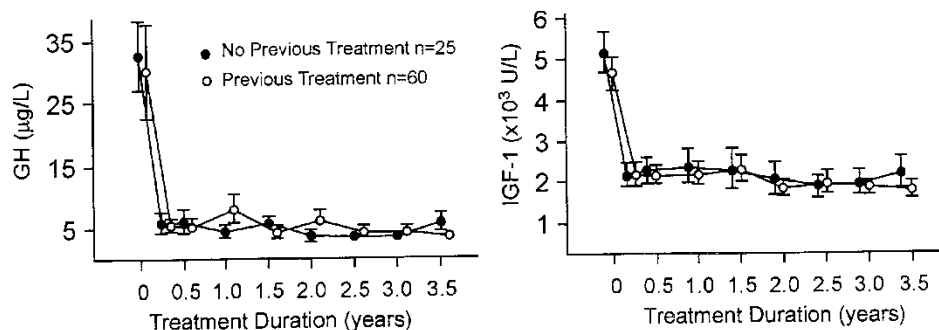 GH (μg/L)
35
25
15
5
● No Previous Treatment n=25
○ Previous Treatment n=60
0 0.5 1.0 1.5 2.0 2.5 3.0 3.5
Treatment Duration (years)
IGF-1 (x10³ U/L)
6
5
4
3
2
1
0 0.5 1.0 1.5 2.0 2.5 3.0 3.5
Treatment Duration (years)